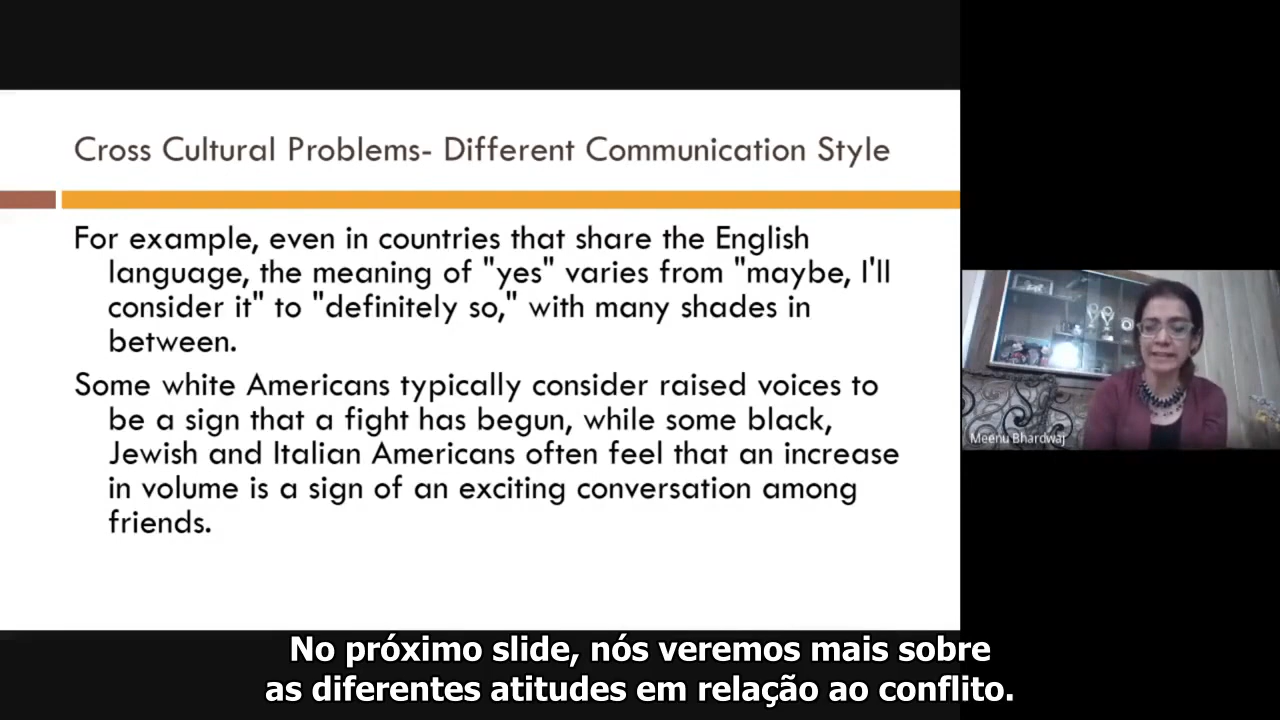 Cross Cultural Problems- Different Communication Style
For example, even in countries that share the English
language, the meaning of "yes" varies from "maybe, I'll
consider it" to "definitely so," with many shades in
between.
Some white Americans typically consider raised voices to
be a sign that a fight has begun, while some black,
Jewish and Italian Americans often feel that an increase
in volume is a sign of an exciting conversation among
friends.
Meenu Bhardwaj
No próximo slide, nós veremos mais sobre
as diferentes atitudes em relação ao conflito.